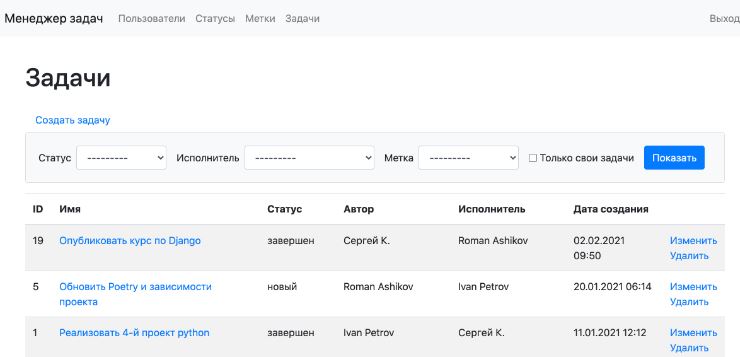 Менеджер задач Пользователи Статусы Метки Задачи Выход
Задачи
Создать задачу
Статус --------- Исполнитель --------- Метка --------- Только свои задачи Показать
ID Имя Статус Автор Исполнитель Дата создания
19 Опубликовать курс по Django завершен Сергей К. Roman Ashikov 02.02.2021 Изменить
09:50 Удалить
5 Обновить Poetry и зависимости новый Roman Ashikov Ivan Petrov 20.01.2021 06:14 Изменить
проекта Удалить
1 Реализовать 4-й проект python завершен Ivan Petrov Сергей К. 11.01.2021 12:12 Изменить
Удалить